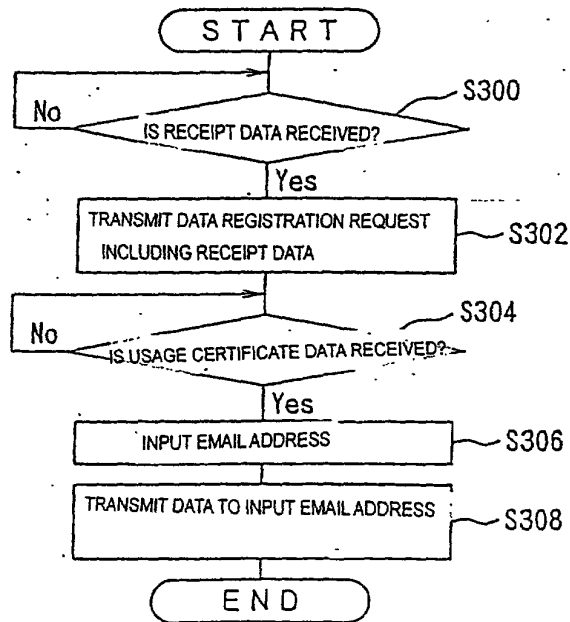 START
S300
No
IS RECEIPT DATA RECEIVED?
Yes
TRANSMIT DATA REGISTRATION REQUEST
INCLUDING RECEIPT DATA
S302
S304
No
IS USAGE CERTIFICATE DATA RECEIVED?
Yes
INPUT EMAIL ADDRESS
S306
TRANSMIT DATA TO INPUT EMAIL ADDRESS
S308
END